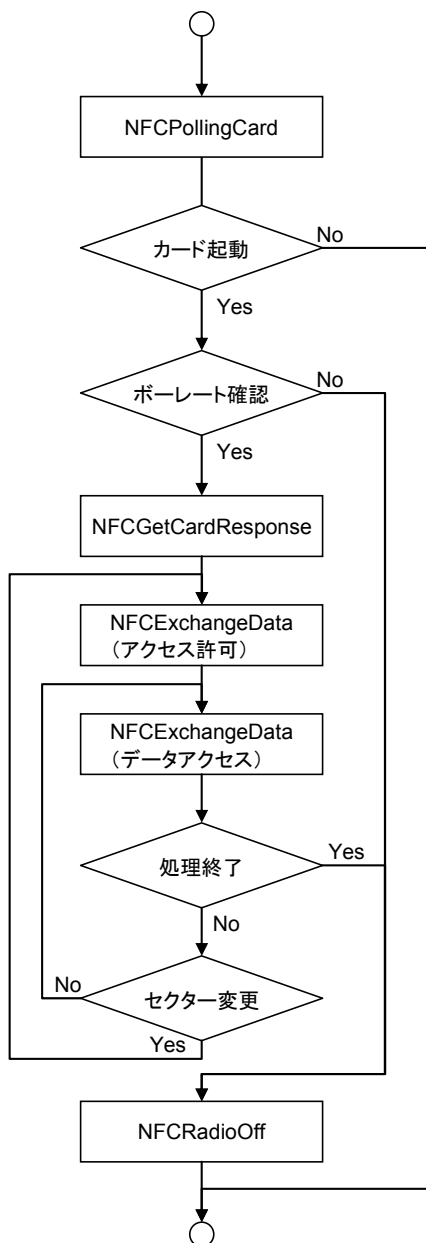 NFCPollingCard
カード起動
No
Yes
ボーレート確認
No
Yes
NFCGetCardResponse
NFCExchangeData
（アクセス許可）
NFCExchangeData
（データアクセス）
処理終了
Yes
No
セクター変更
No
Yes
NFCRadioOff